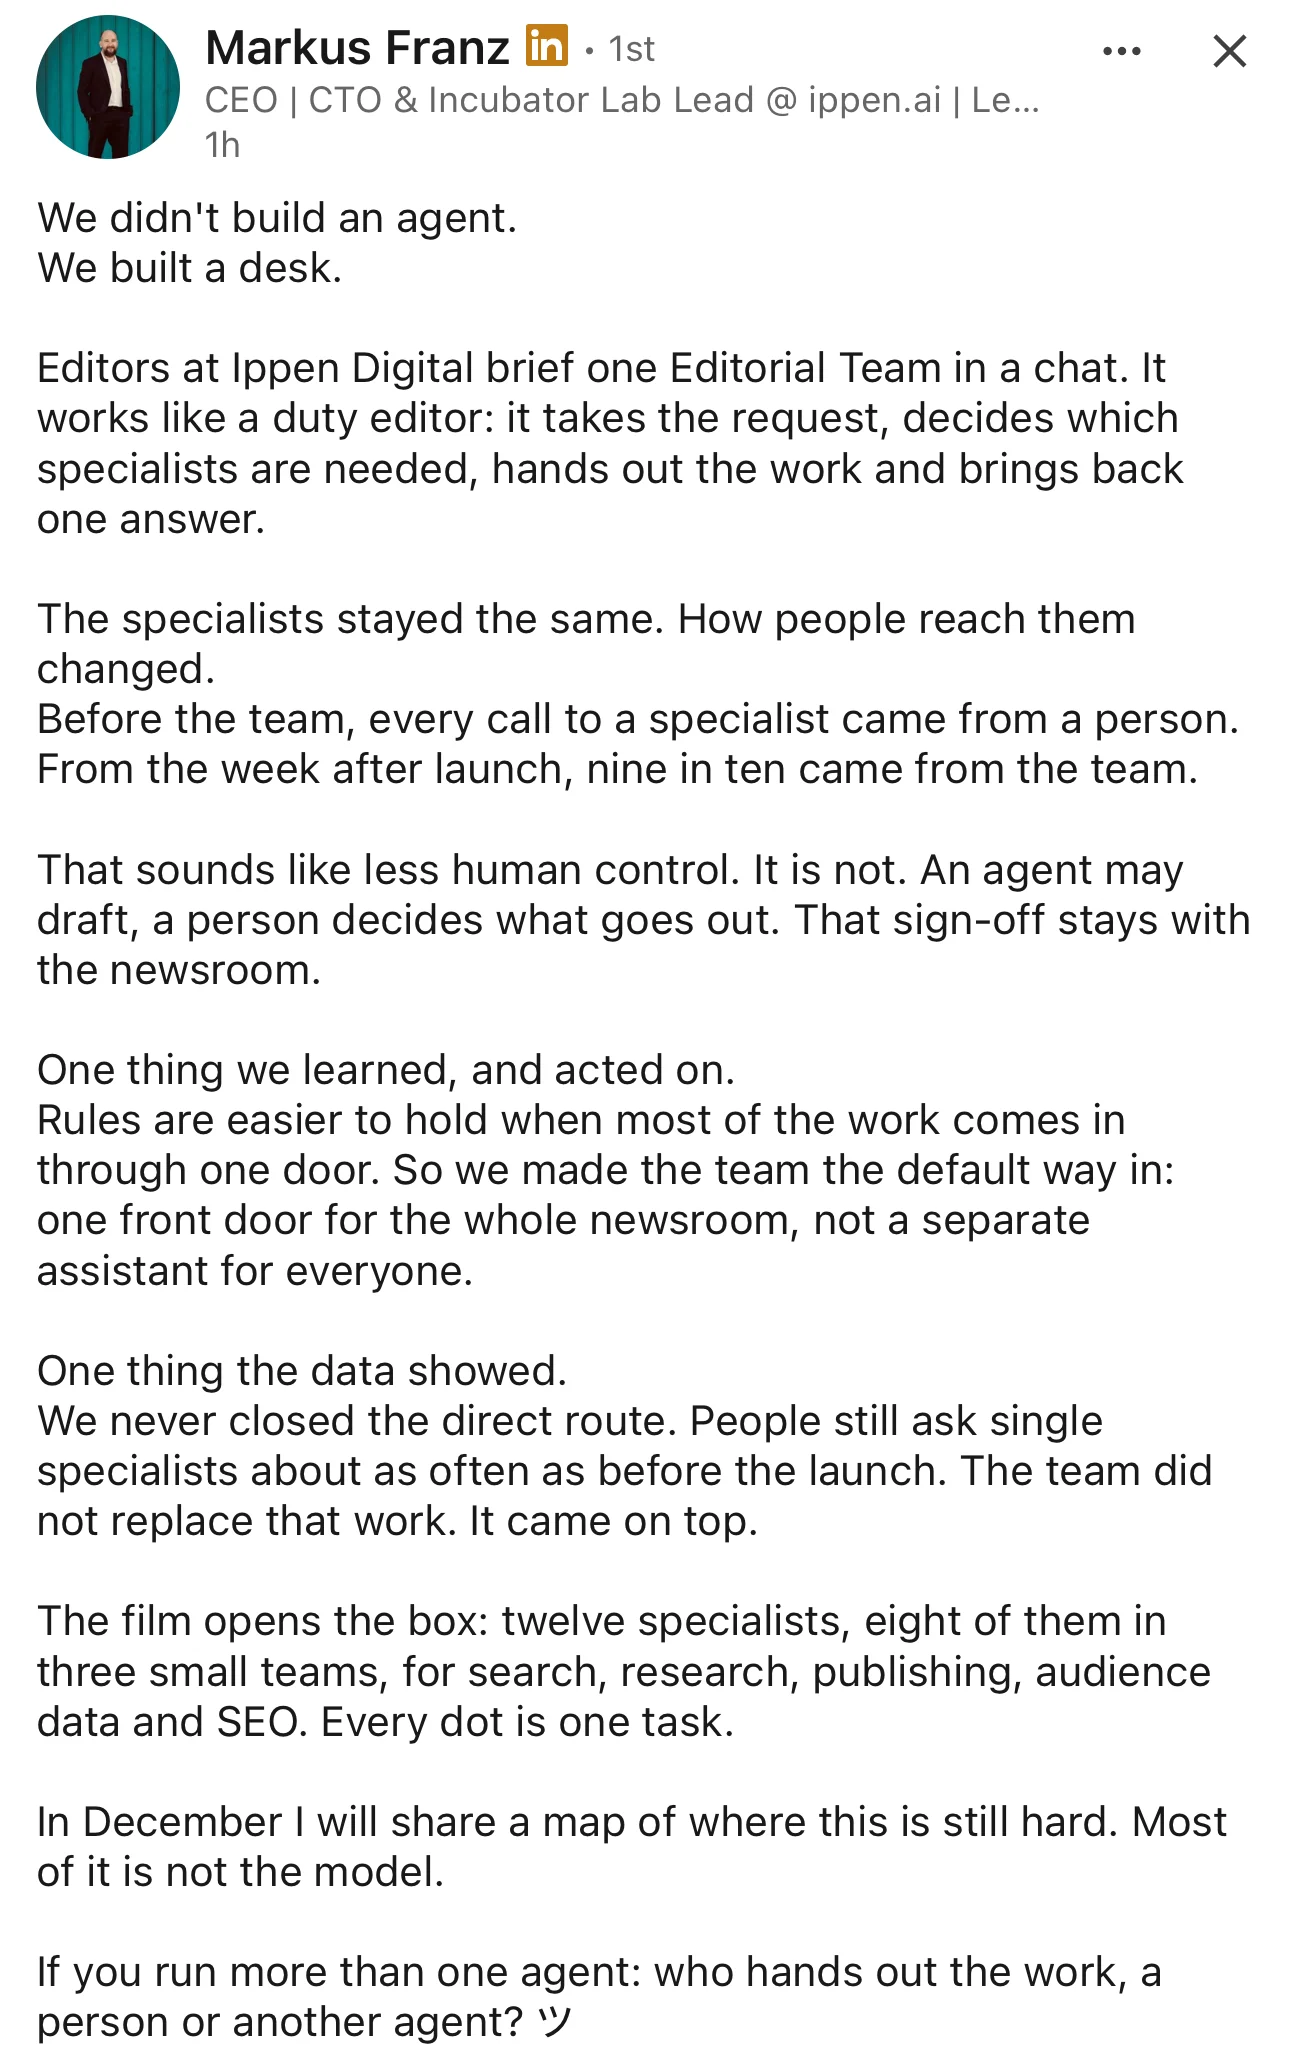 Markus Franz in • 1st
CEO | CTO & Incubator Lab Lead @ ippen.ai | Le...
1h
We didn't build an agent.
We built a desk.
Editors at Ippen Digital brief one Editorial Team in a chat. It
works like a duty editor: it takes the request, decides which
specialists are needed, hands out the work and brings back
one answer.
The specialists stayed the same. How people reach them
changed.
Before the team, every call to a specialist came from a person.
From the week after launch, nine in ten came from the team.
That sounds like less human control. It is not. An agent may
draft, a person decides what goes out. That sign-off stays with
the newsroom.
One thing we learned, and acted on.
Rules are easier to hold when most of the work comes in
through one door. So we made the team the default way in:
one front door for the whole newsroom, not a separate
assistant for everyone.
One thing the data showed.
We never closed the direct route. People still ask single
specialists about as often as before the launch. The team did
not replace that work. It came on top.
The film opens the box: twelve specialists, eight of them in
three small teams, for search, research, publishing, audience
data and SEO. Every dot is one task.
In December I will share a map of where this is still hard. Most
of it is not the model.
If you run more than one agent: who hands out the work, a
person or another agent? ツ